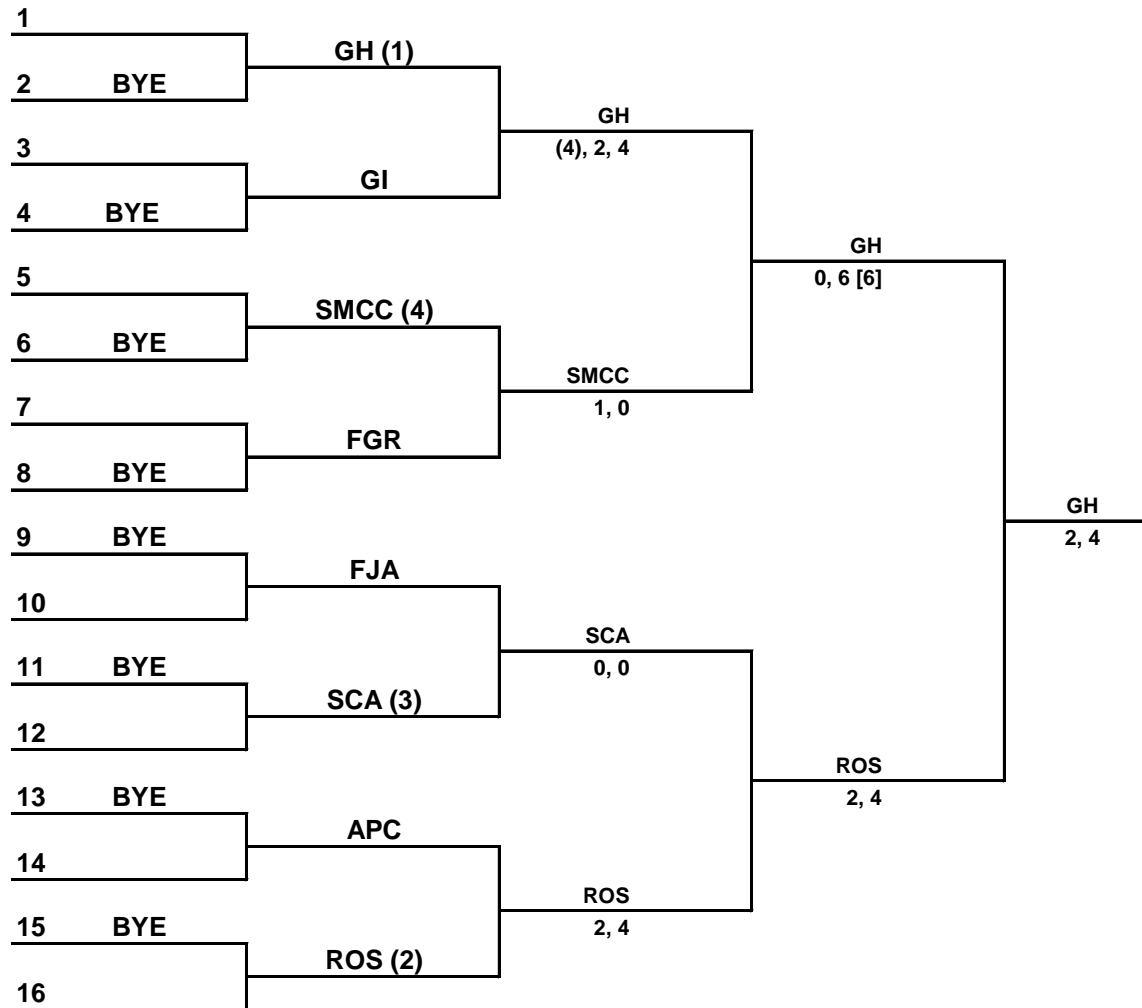 1
GH (1)
2 BYE
GH
(4), 2, 4
3
GI
4 BYE
GH
0, 6 [6]
5
SMCC (4)
6 BYE
SMCC
1, 0
7
FGR
8 BYE
GH
2, 4
9 BYE
FJA
10
SCA
0, 0
11 BYE
SCA (3)
12
ROS
2, 4
13 BYE
APC
14
ROS
2, 4
15 BYE
ROS (2)
16